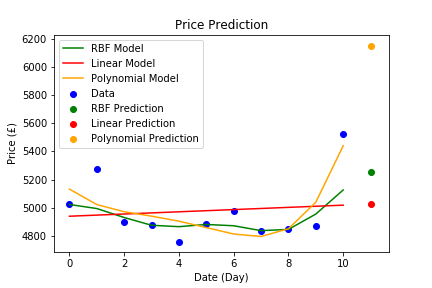 Price Prediction
6200
6000
5800
5600
5400
5200
5000
4800
Price (£)
RBF Model
Linear Model
Polynomial Model
Data
RBF Prediction
Linear Prediction
Polynomial Prediction
0 2 4 6 8 10
Date (Day)